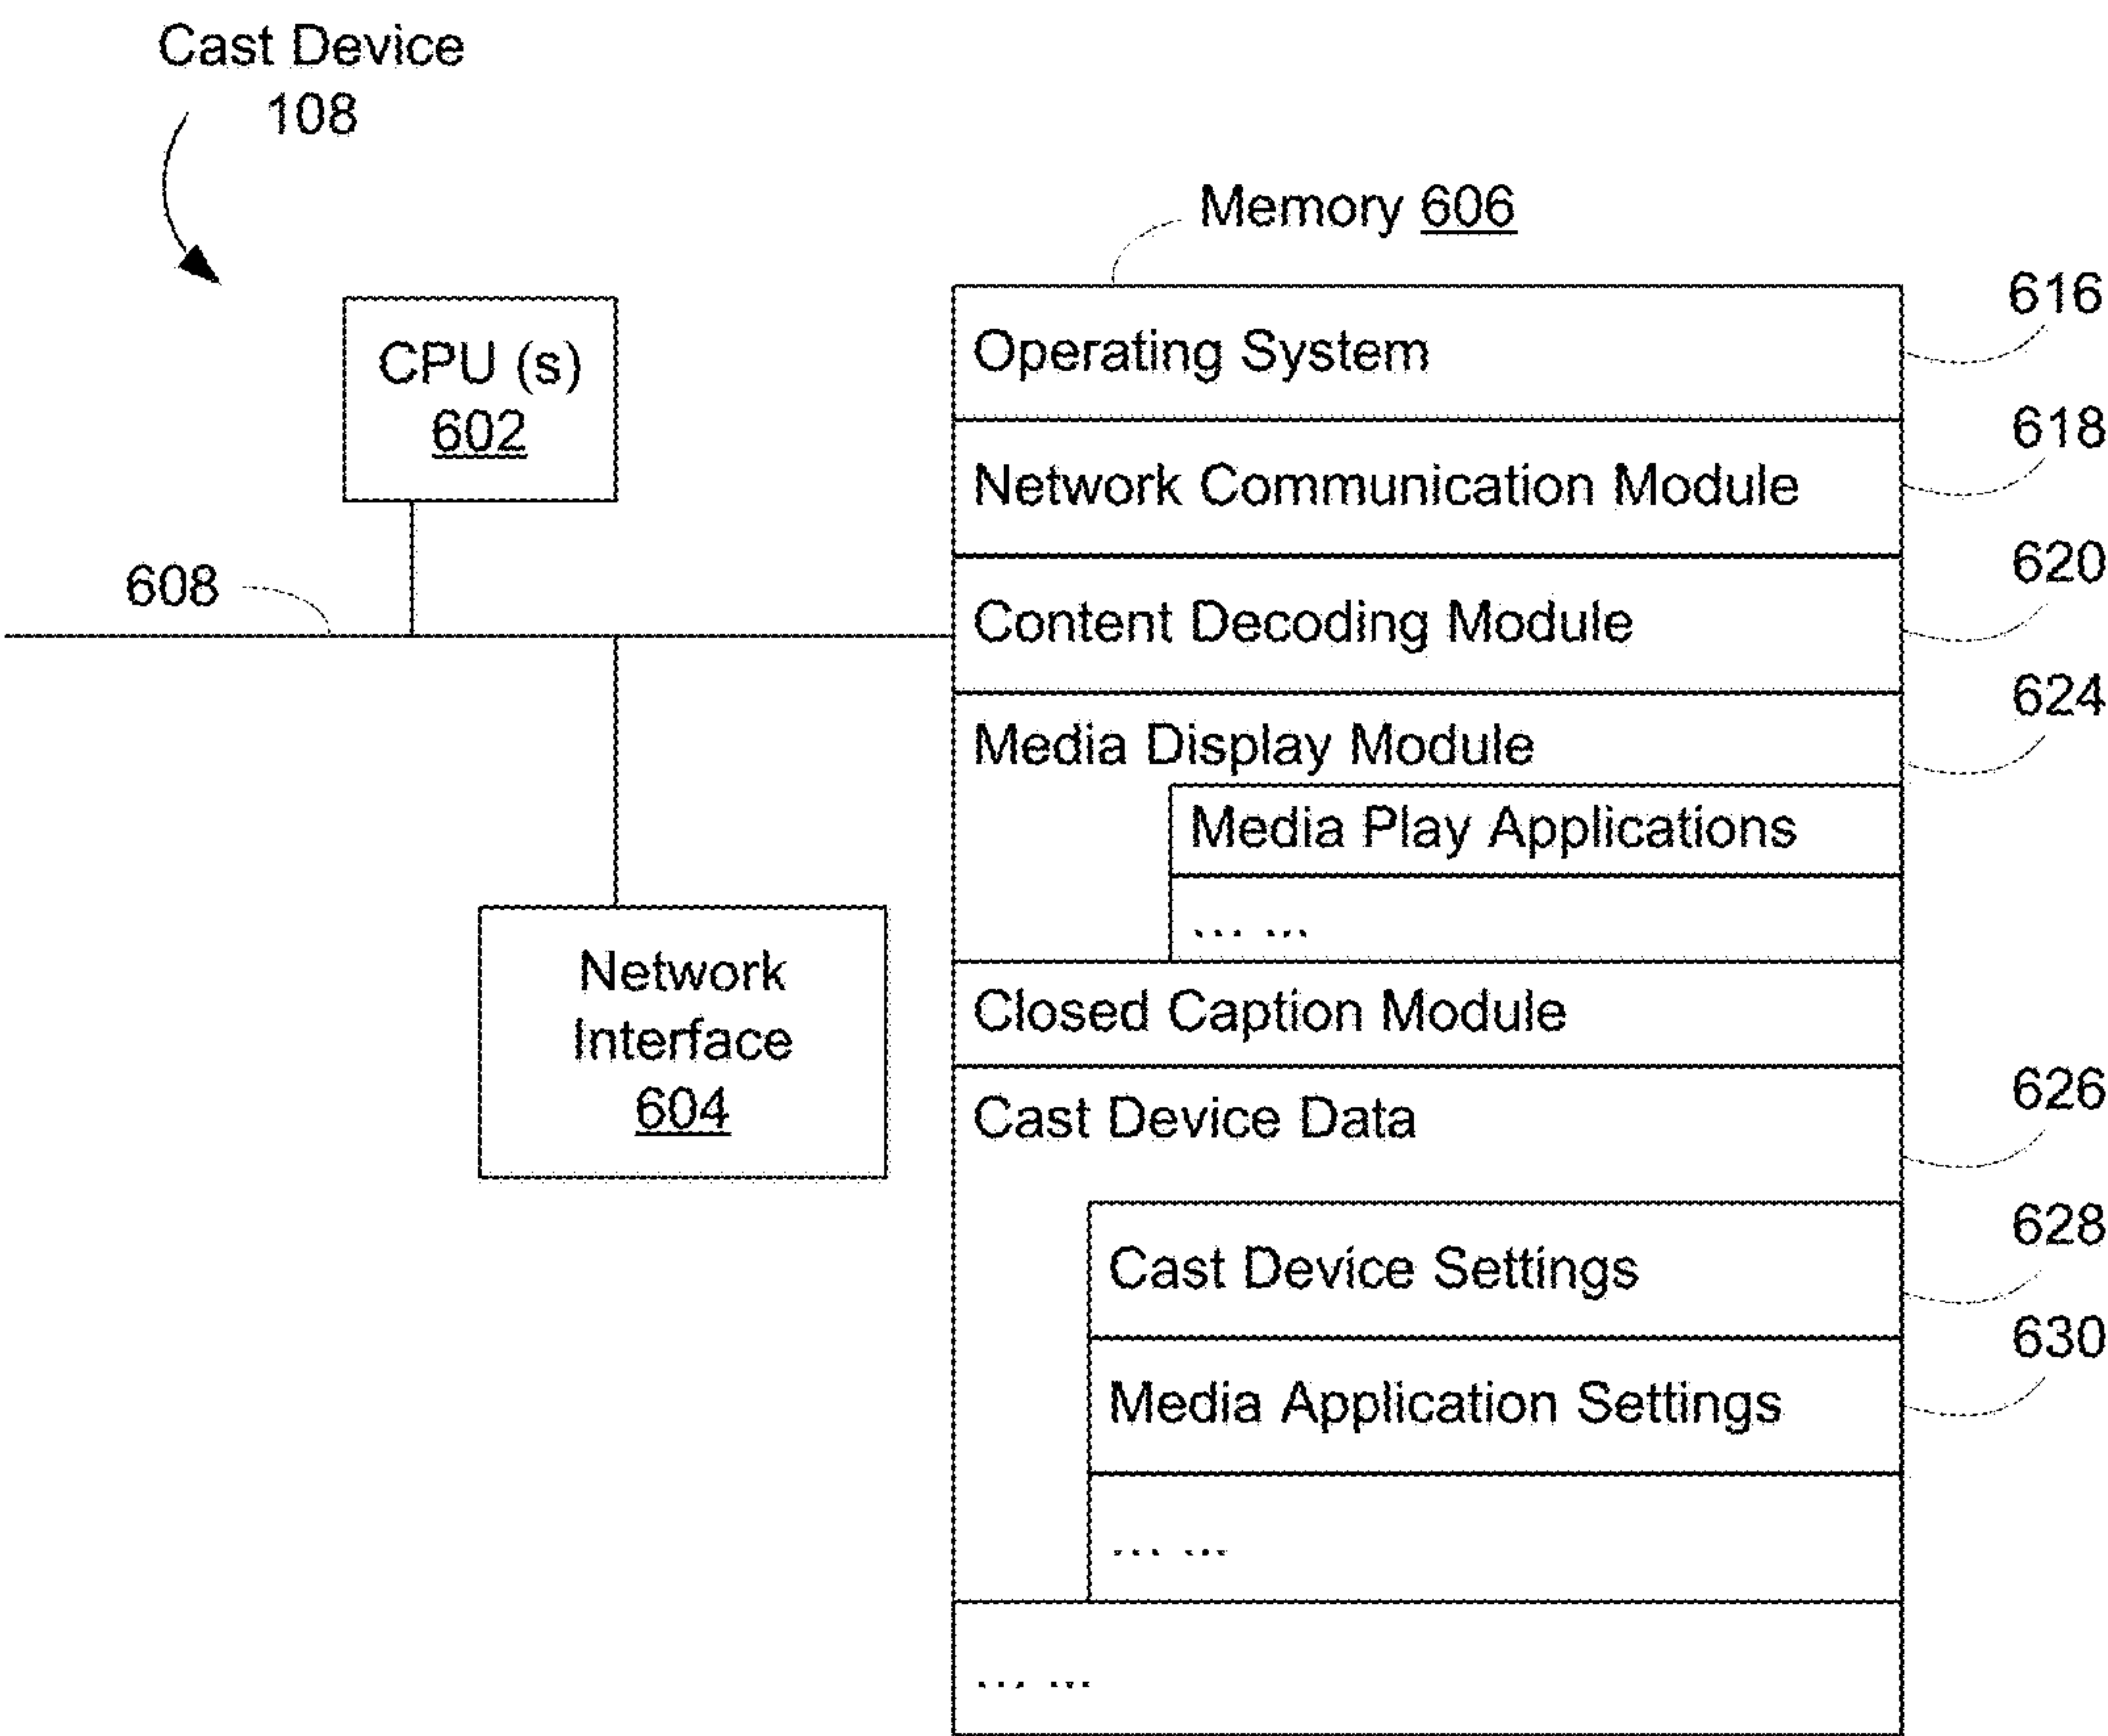 Cast Device
108
Memory 606
616
CPU (s)
602
Operating System
618
Network Communication Module
608
620
Content Decoding Module
624
Media Display Module
Media Play Applications
... ...
Network
Interface
604
Closed Caption Module
626
Cast Device Data
628
Cast Device Settings
630
Media Application Settings
... ...
... ...